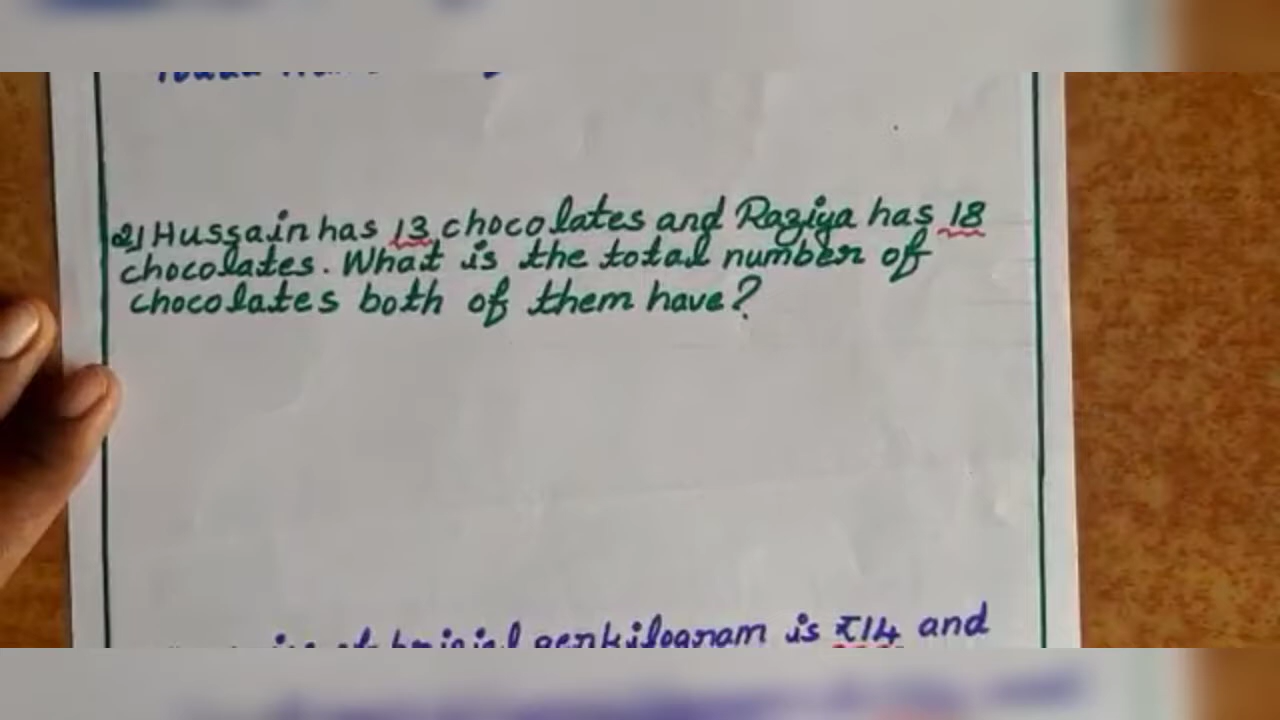 2) Hussain has 13 chocolates and Raziya has 18
chocolates. What is the total number of
chocolates both of them have?
kilogram is ₹14 and